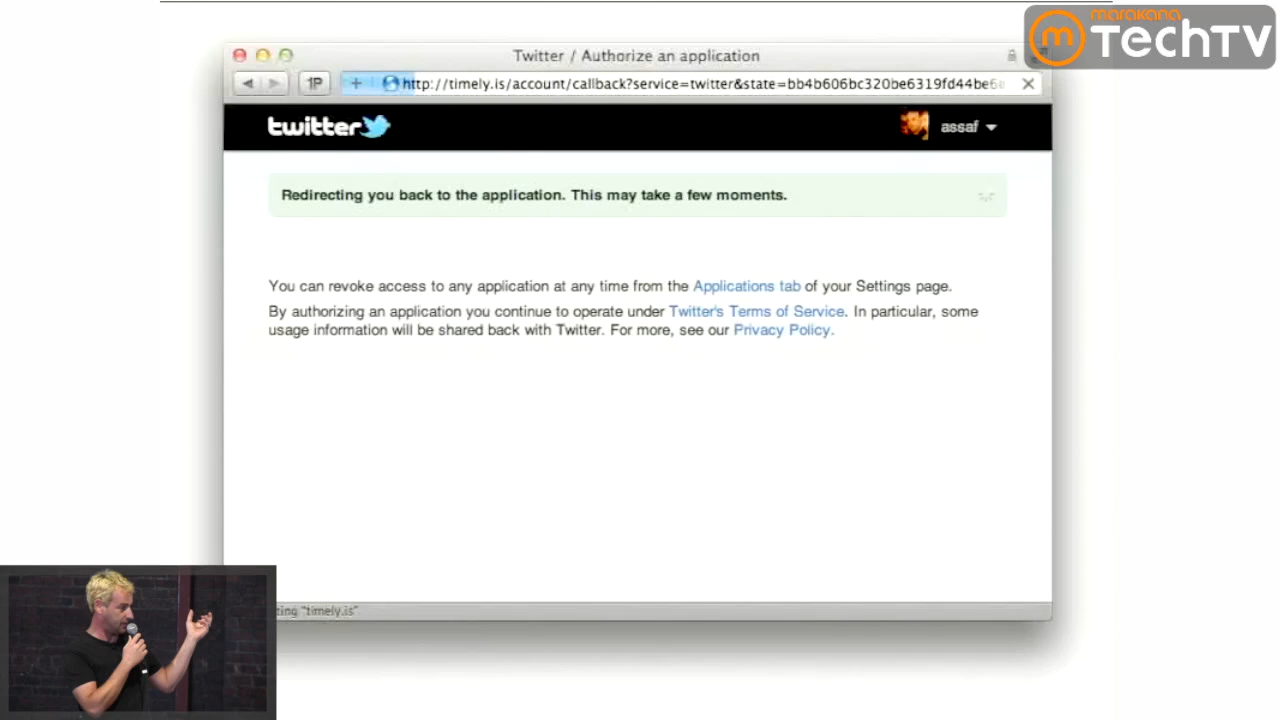 marakana
TechTV
Twitter / Authorize an application
1P
+
http://timely.is/account/callback?service=twitter&state=bb4b606bc320be6319fd44be6
twitter
assaf
Redirecting you back to the application. This may take a few moments.
You can revoke access to any application at any time from the Applications tab of your Settings page.
By authorizing an application you continue to operate under Twitter's Terms of Service. In particular, some
usage information will be shared back with Twitter. For more, see our Privacy Policy.
ting "timely.is"